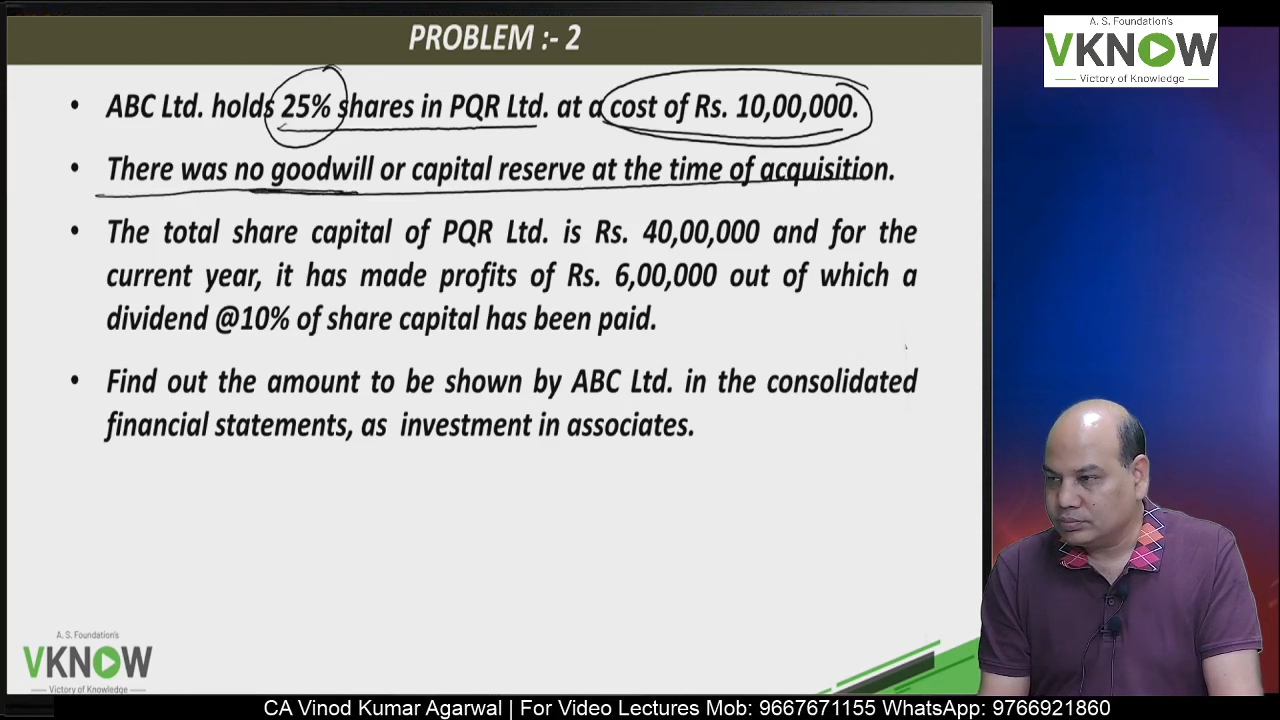 PROBLEM :- 2
A. S. Foundation's
VKNOW
Victory of Knowledge
• ABC Ltd. holds 25% shares in PQR Ltd. at a cost of Rs. 10,00,000.
• There was no goodwill or capital reserve at the time of acquisition.
• The total share capital of PQR Ltd. is Rs. 40,00,000 and for the
current year, it has made profits of Rs. 6,00,000 out of which a
dividend @10% of share capital has been paid.
• Find out the amount to be shown by ABC Ltd. in the consolidated
financial statements, as investment in associates.
A. S. Foundation's
VKNOW
Victory of Knowledge
CA Vinod Kumar Agarwal | For Video Lectures Mob: 9667671155 WhatsApp: 9766921860